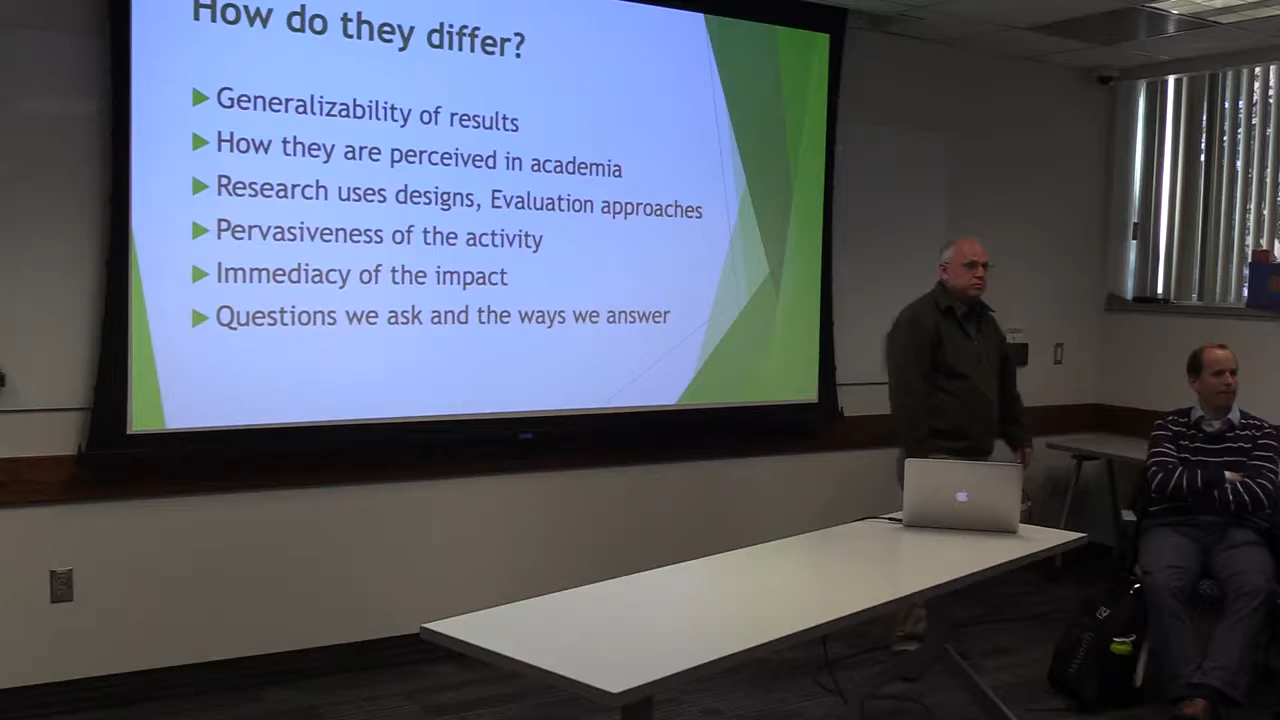 How do they differ?
Generalizability of results
How they are perceived in academia
Research uses designs, Evaluation approaches
Pervasiveness of the activity
Immediacy of the impact
Questions we ask and the ways we answer